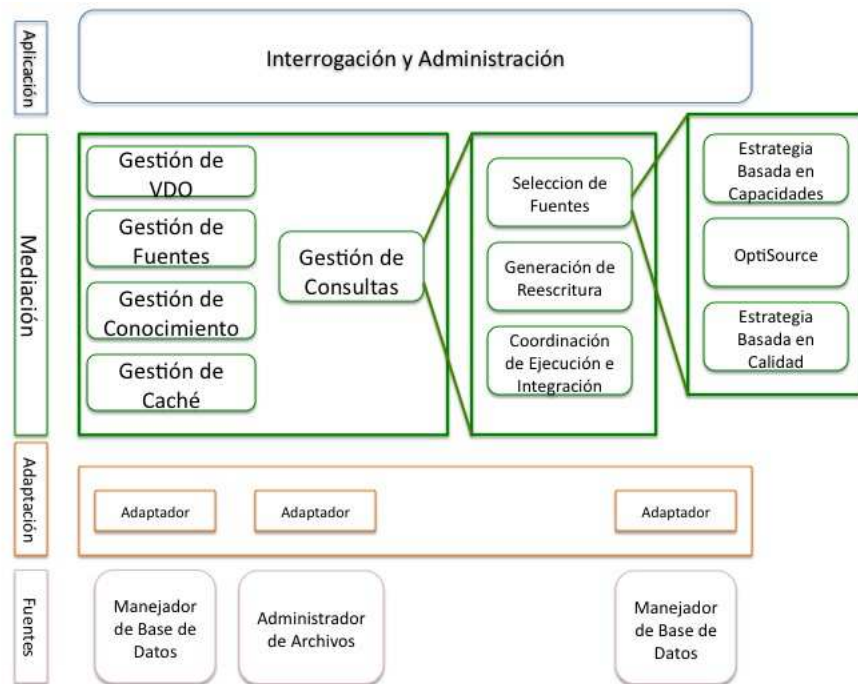 Aplicación
Interrogación y Administración
Mediación
Gestión de
VDO
Gestión de
Fuentes
Gestión de
Conocimiento
Gestión de
Caché
Gestión de
Consultas
Seleccion de
Fuentes
Generación de
Reescritura
Coordinación
de Ejecución e
Integración
Estrategia
Basada en
Capacidades
OptiSource
Estrategia
Basada en
Calidad
Adaptación
Adaptador
Adaptador
Adaptador
Fuentes
Manejador
de Base de
Datos
Administrador
de Archivos
Manejador
de Base de
Datos